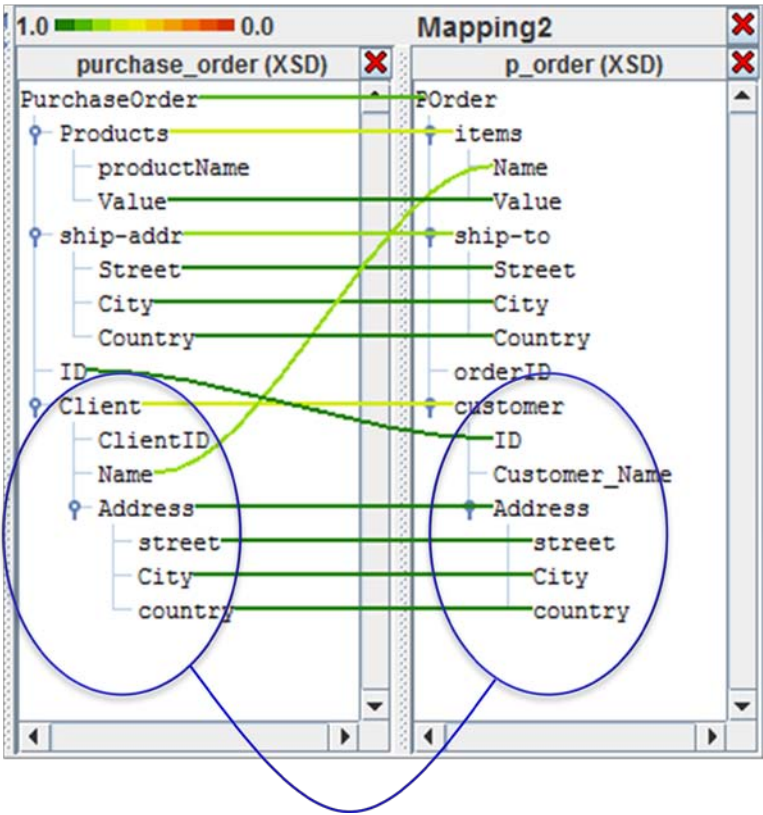 1.0 0.0 Mapping2
purchase_order (XSD) p_order (XSD)
PurchaseOrder POrder
Products items
productName Name
Value Value
ship-addr ship-to
Street Street
City City
Country Country
ID orderID
Client customer
ClientID ID
Name Customer_Name
Address Address
street street
City City
country country